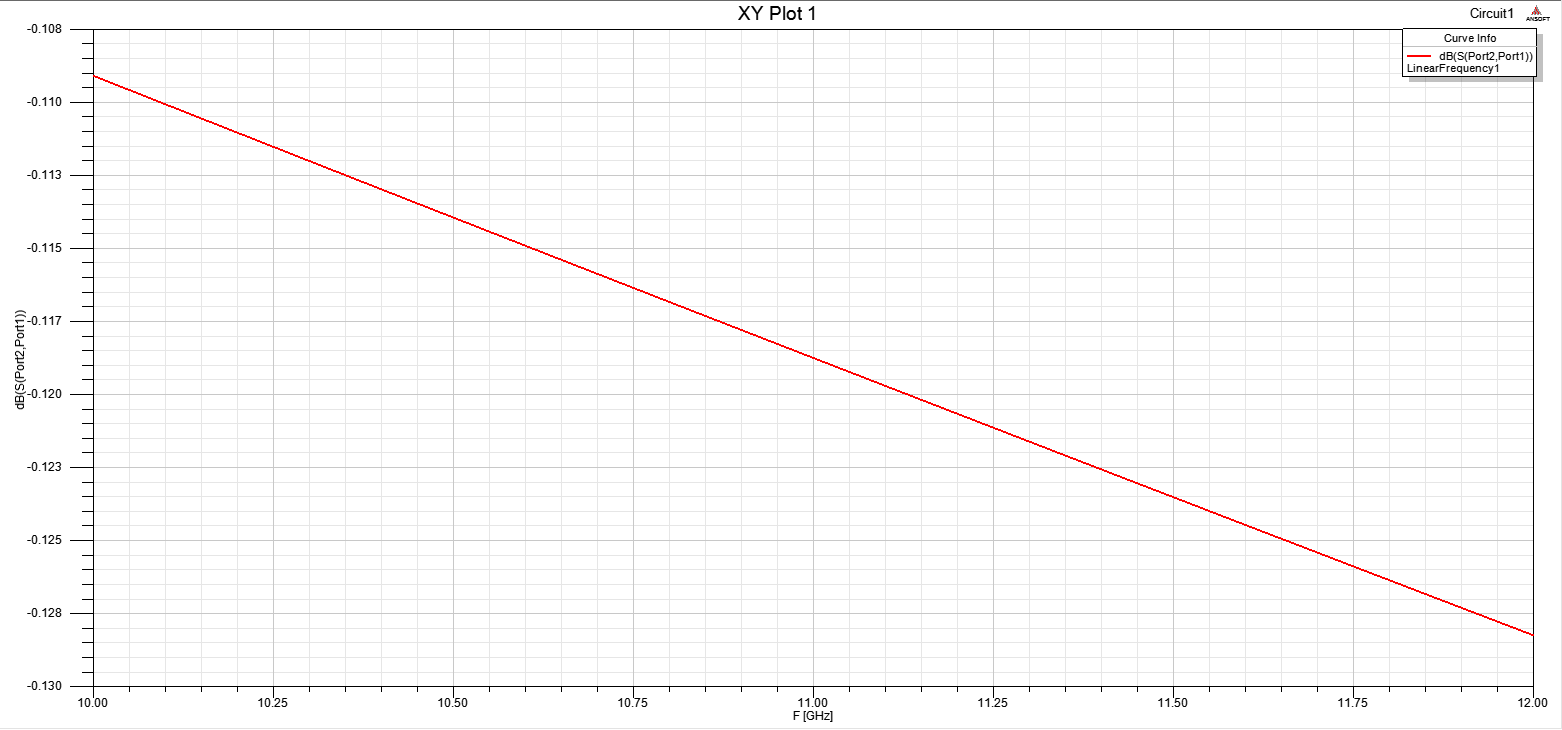 XY Plot 1
Circuit1
ANSOFT
Curve Info
dB(S(Port2,Port1))
LinearFrequency1
dB(S(Port2,Port1))
-0.108
-0.110
-0.113
-0.115
-0.117
-0.120
-0.123
-0.125
-0.128
-0.130
10.00 10.25 10.50 10.75 11.00 11.25 11.50 11.75 12.00
F [GHz]